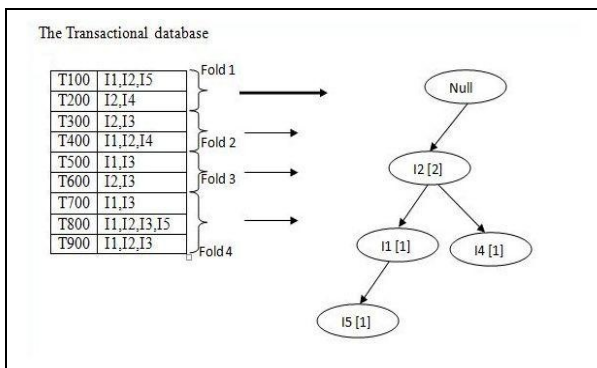 The Transactional database
T100 I1,I2,I5
T200 I2,I4
T300 I2,I3
T400 I1,I2,I4
T500 I1,I3
T600 I2,I3
T700 I1,I3
T800 I1,I2,I3,I5
T900 I1,I2,I3
Fold 1
Fold 2
Fold 3
Fold 4
Null
I2 [2]
I1 [1]
I4 [1]
I5 [1]